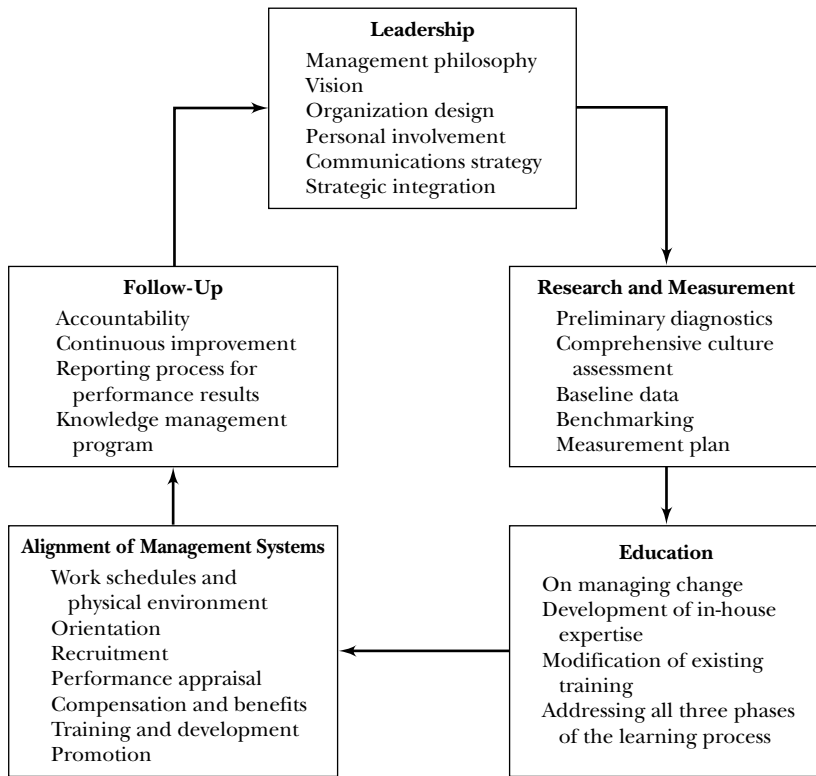 Leadership
Management philosophy
Vision
Organization design
Personal involvement
Communications strategy
Strategic integration
Research and Measurement
Preliminary diagnostics
Comprehensive culture
assessment
Baseline data
Benchmarking
Measurement plan
Education
On managing change
Development of in-house
expertise
Modification of existing
training
Addressing all three phases
of the learning process
Alignment of Management Systems
Work schedules and
physical environment
Orientation
Recruitment
Performance appraisal
Compensation and benefits
Training and development
Promotion
Follow-Up
Accountability
Continuous improvement
Reporting process for
performance results
Knowledge management
program